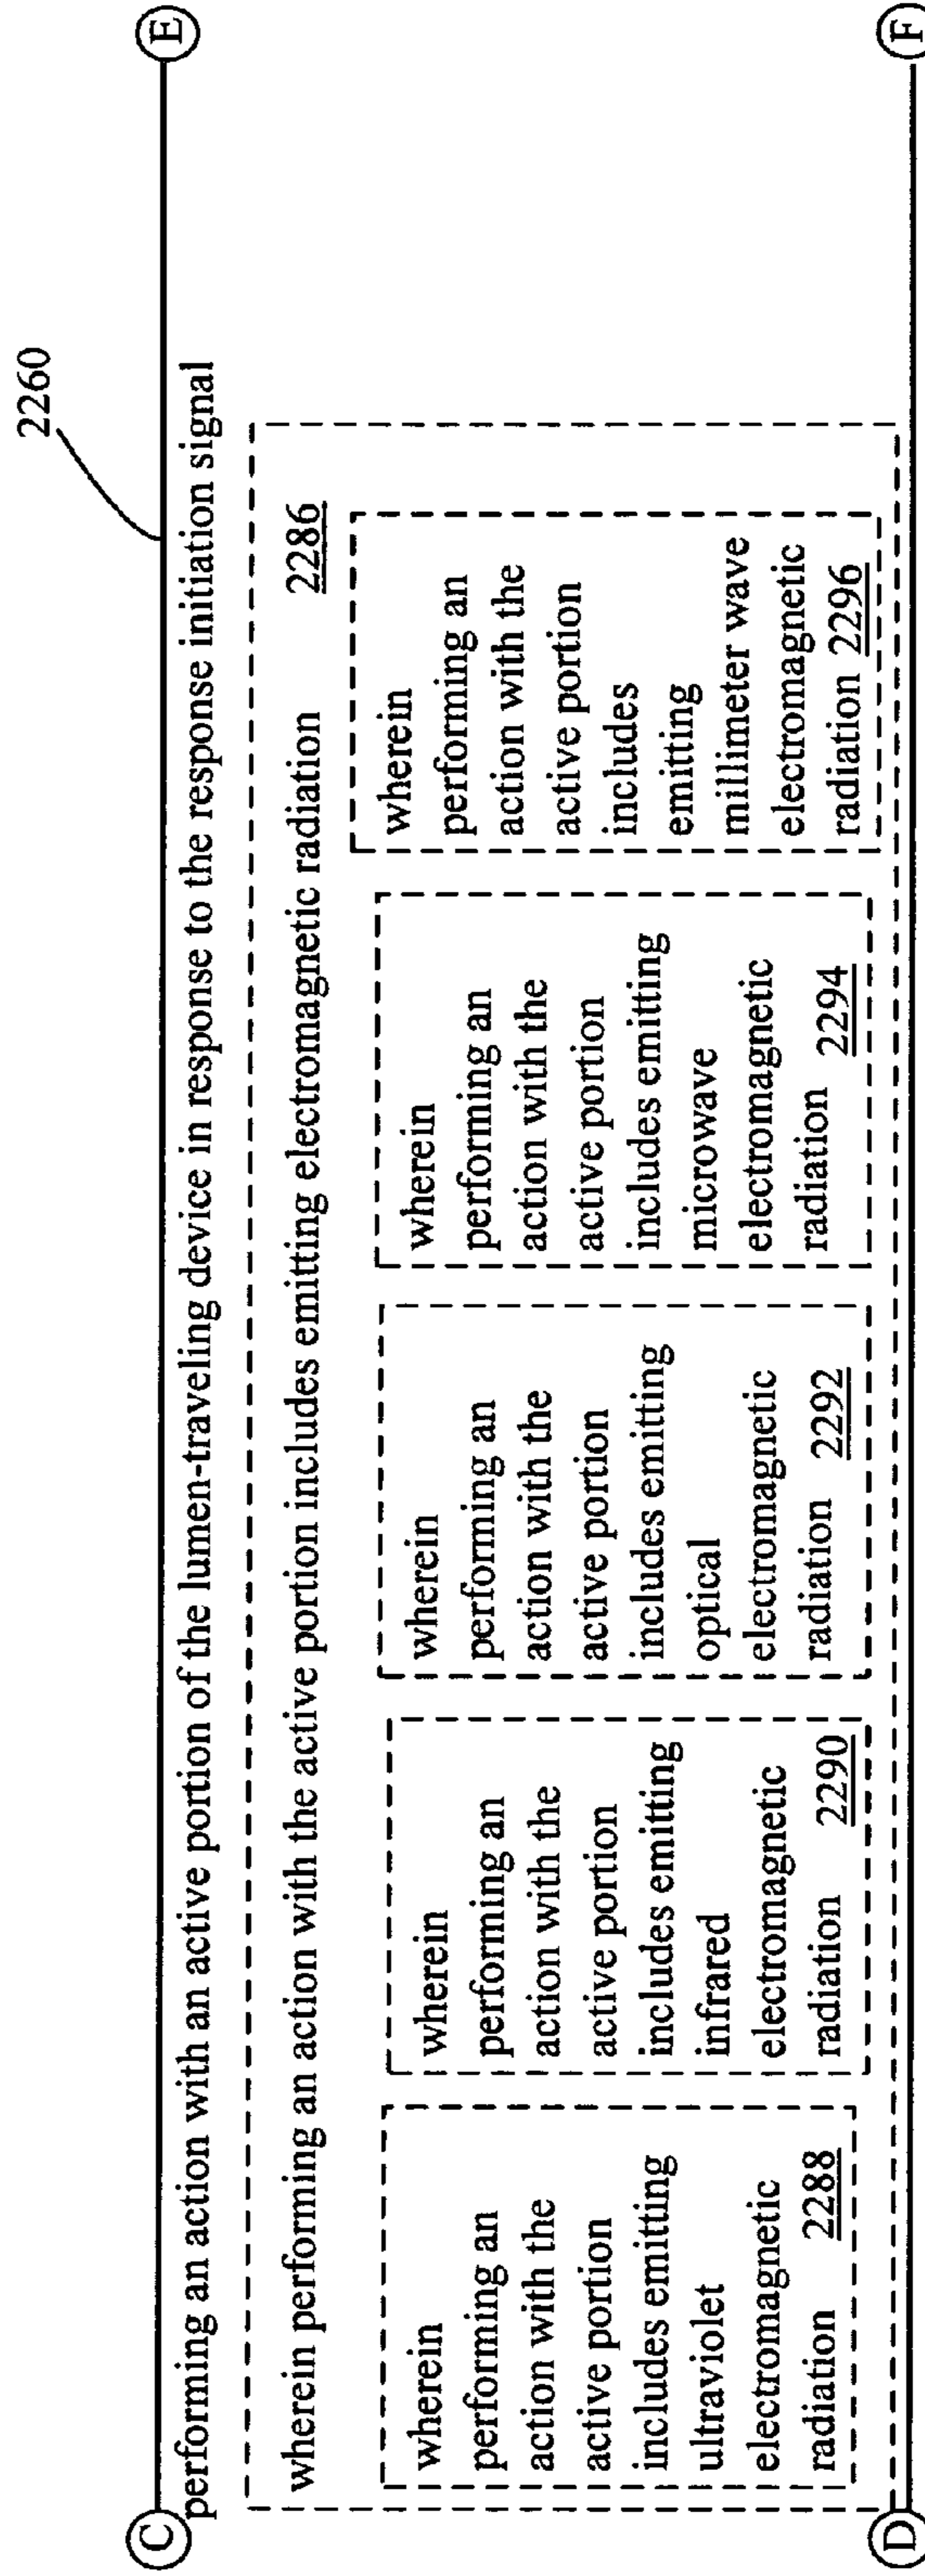 2260
C
E
performing an action with an active portion of the lumen-traveling device in response to the response initiation signal
wherein performing an action with the active portion includes emitting electromagnetic radiation 2286
wherein
performing an
action with the
active portion
includes emitting
ultraviolet
electromagnetic
radiation 2288
wherein
performing an
action with the
active portion
includes emitting
infrared
electromagnetic
radiation 2290
wherein
performing an
action with the
active portion
includes emitting
optical
electromagnetic
radiation 2292
wherein
performing an
action with the
active portion
includes emitting
microwave
electromagnetic
radiation 2294
wherein
performing an
action with the
active portion
includes
emitting
millimeter wave
electromagnetic
radiation 2296
D
F